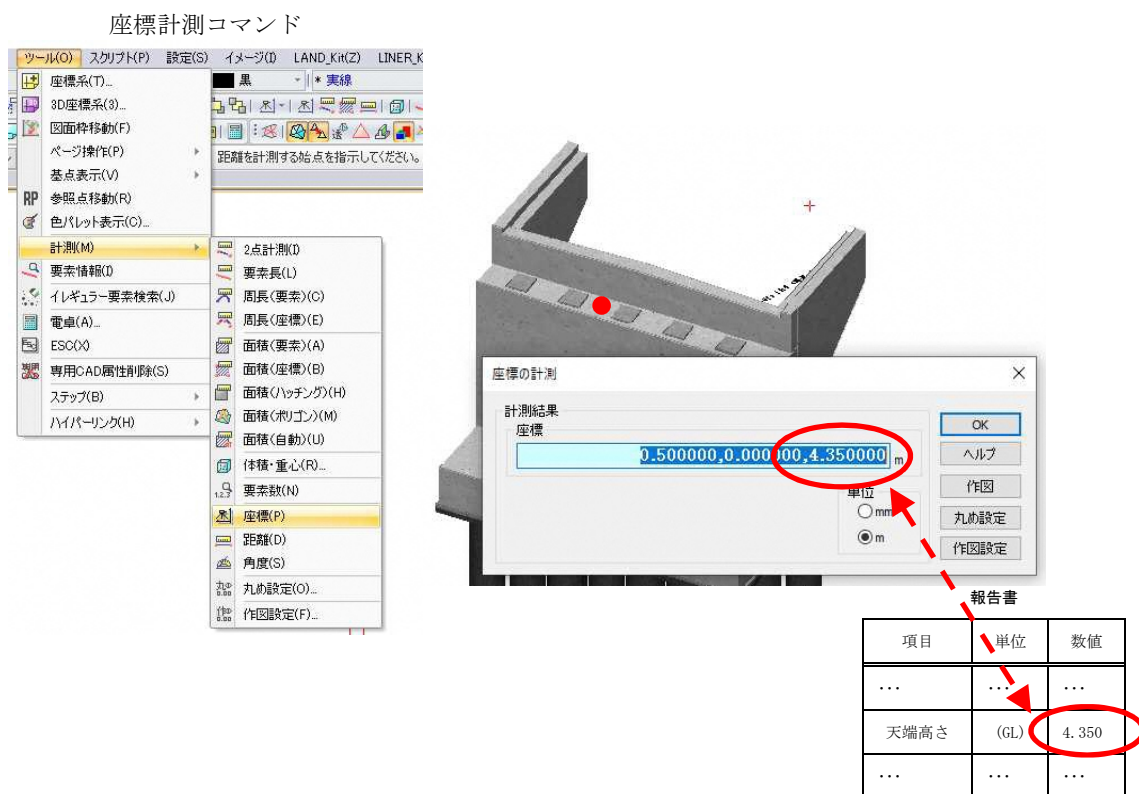 座標計測コマンド
ツール(O) スクリプト(P) 設定(S) イメージ(I) LAND_Kit(Z) LINER_K
座標系(T)...
黒
* 実線
3D座標系(3)...
図面枠移動(F)
ページ操作(P)
距離を計測する始点を指示してください。
基点表示(V)
RP 参照点移動(R)
色パレット表示(C)...
計測(M)
要素情報(I)
イレギュラー要素検索(J)
電卓(A)...
ESC(X)
専用CAD属性削除(S)
ステップ(B)
ハイパーリンク(H)
2点計測(I)
要素長(L)
周長(要素)(C)
周長(座標)(E)
面積(要素)(A)
面積(座標)(B)
面積(ハッチング)(H)
面積(ポリゴン)(M)
面積(自動)(U)
体積・重心(R)...
要素数(N)
座標(P)
距離(D)
角度(S)
丸め設定(O)...
作図設定(F)...
座標の計測
計測結果
座標
0.500000,0.000000,4.350000 m
単位
mm
m
OK
ヘルプ
作図
丸め設定
作図設定
報告書
項目 単位 数値
... ... ...
天端高さ (GL) 4.350
... ... ...